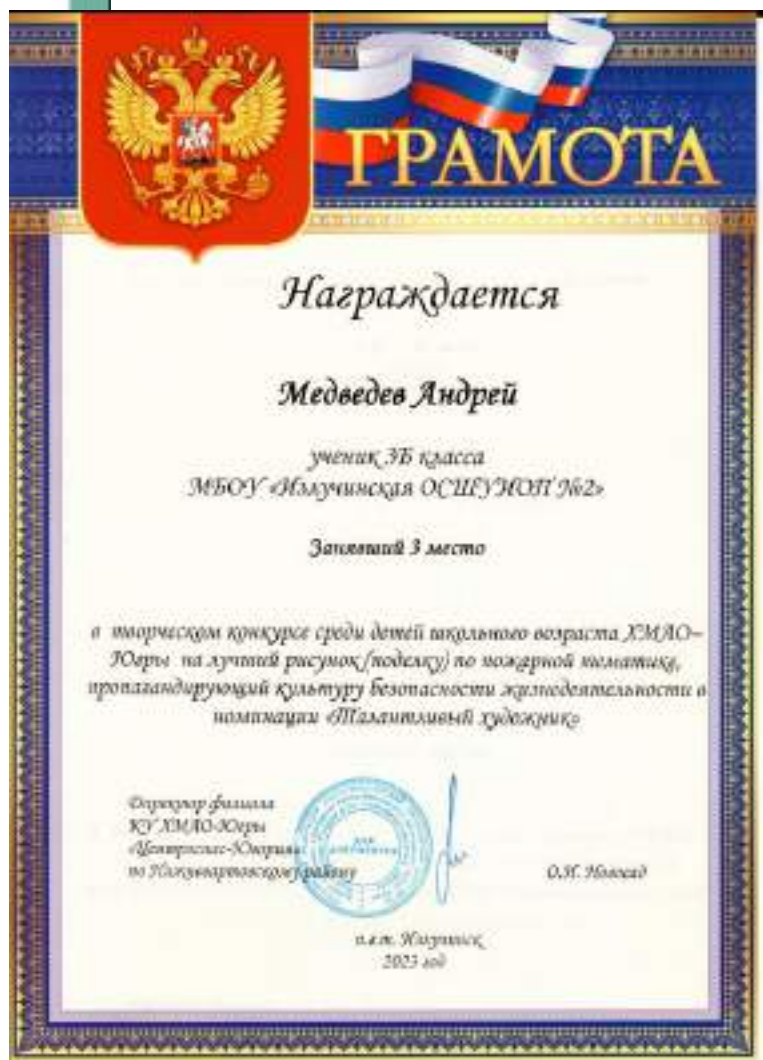 ГРАМОТА
Награждается
Медведев Андрей
ученик 3Б класса
МБОУ «Излучинская ОСШУИОП №2»
Занявший 3 место
в творческом конкурсе среди детей школьного возраста ХМАО–
Югры на лучший рисунок (поделку) по пожарной тематике,
пропагандирующий культуру безопасности жизнедеятельности в
номинации «Талантливый художник»
Директор филиала
КУ ХМАО-Югры
«Центроспас-Югория»
по Нижневартовскому району
О.И.
п.г.т. Излучинск
2023 год